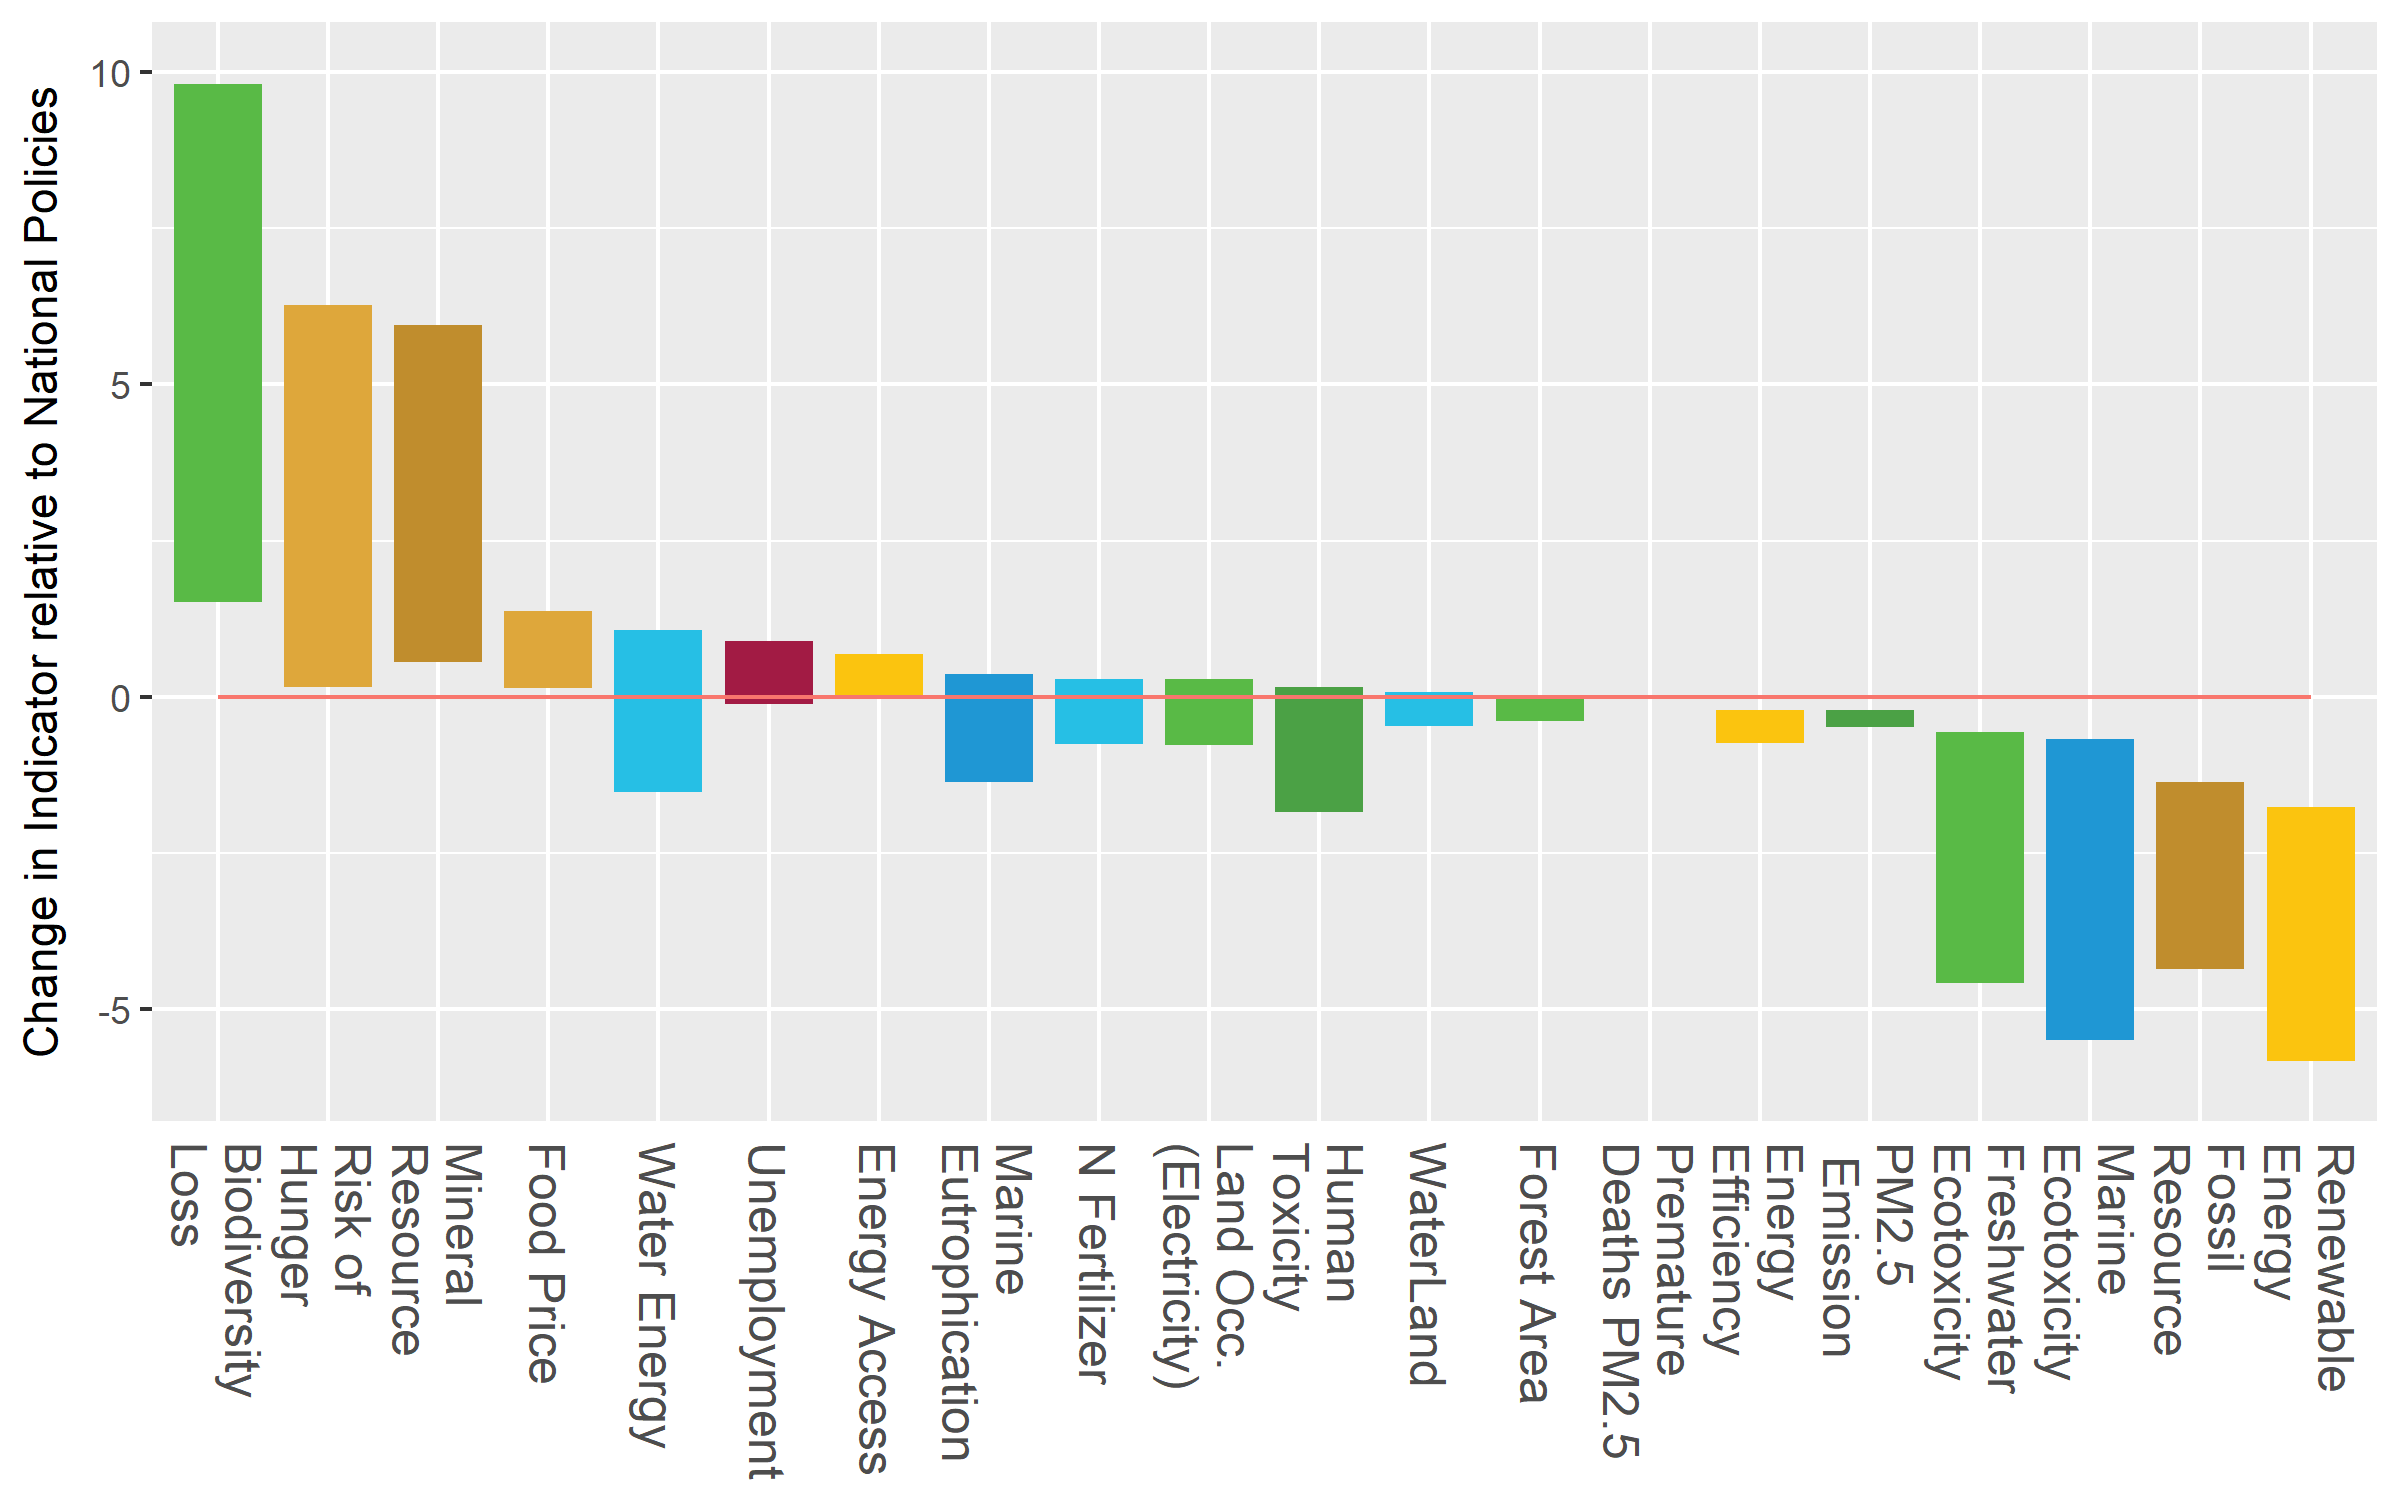 Change in Indicator relative to National Policies
10
5
0
-5
Biodiversity
Loss
Risk of
Hunger
Mineral
Resource
Food Price
Water Energy
Unemployment
Energy Access
Marine
Eutrophication
N Fertilizer
Land Occ.
(Electricity)
Human
Toxicity
WaterLand
Forest Area
Premature
Deaths PM2.5
Energy
Efficiency
PM2.5
Emission
Freshwater
Ecotoxicity
Marine
Ecotoxicity
Fossil
Resource
Renewable
Energy